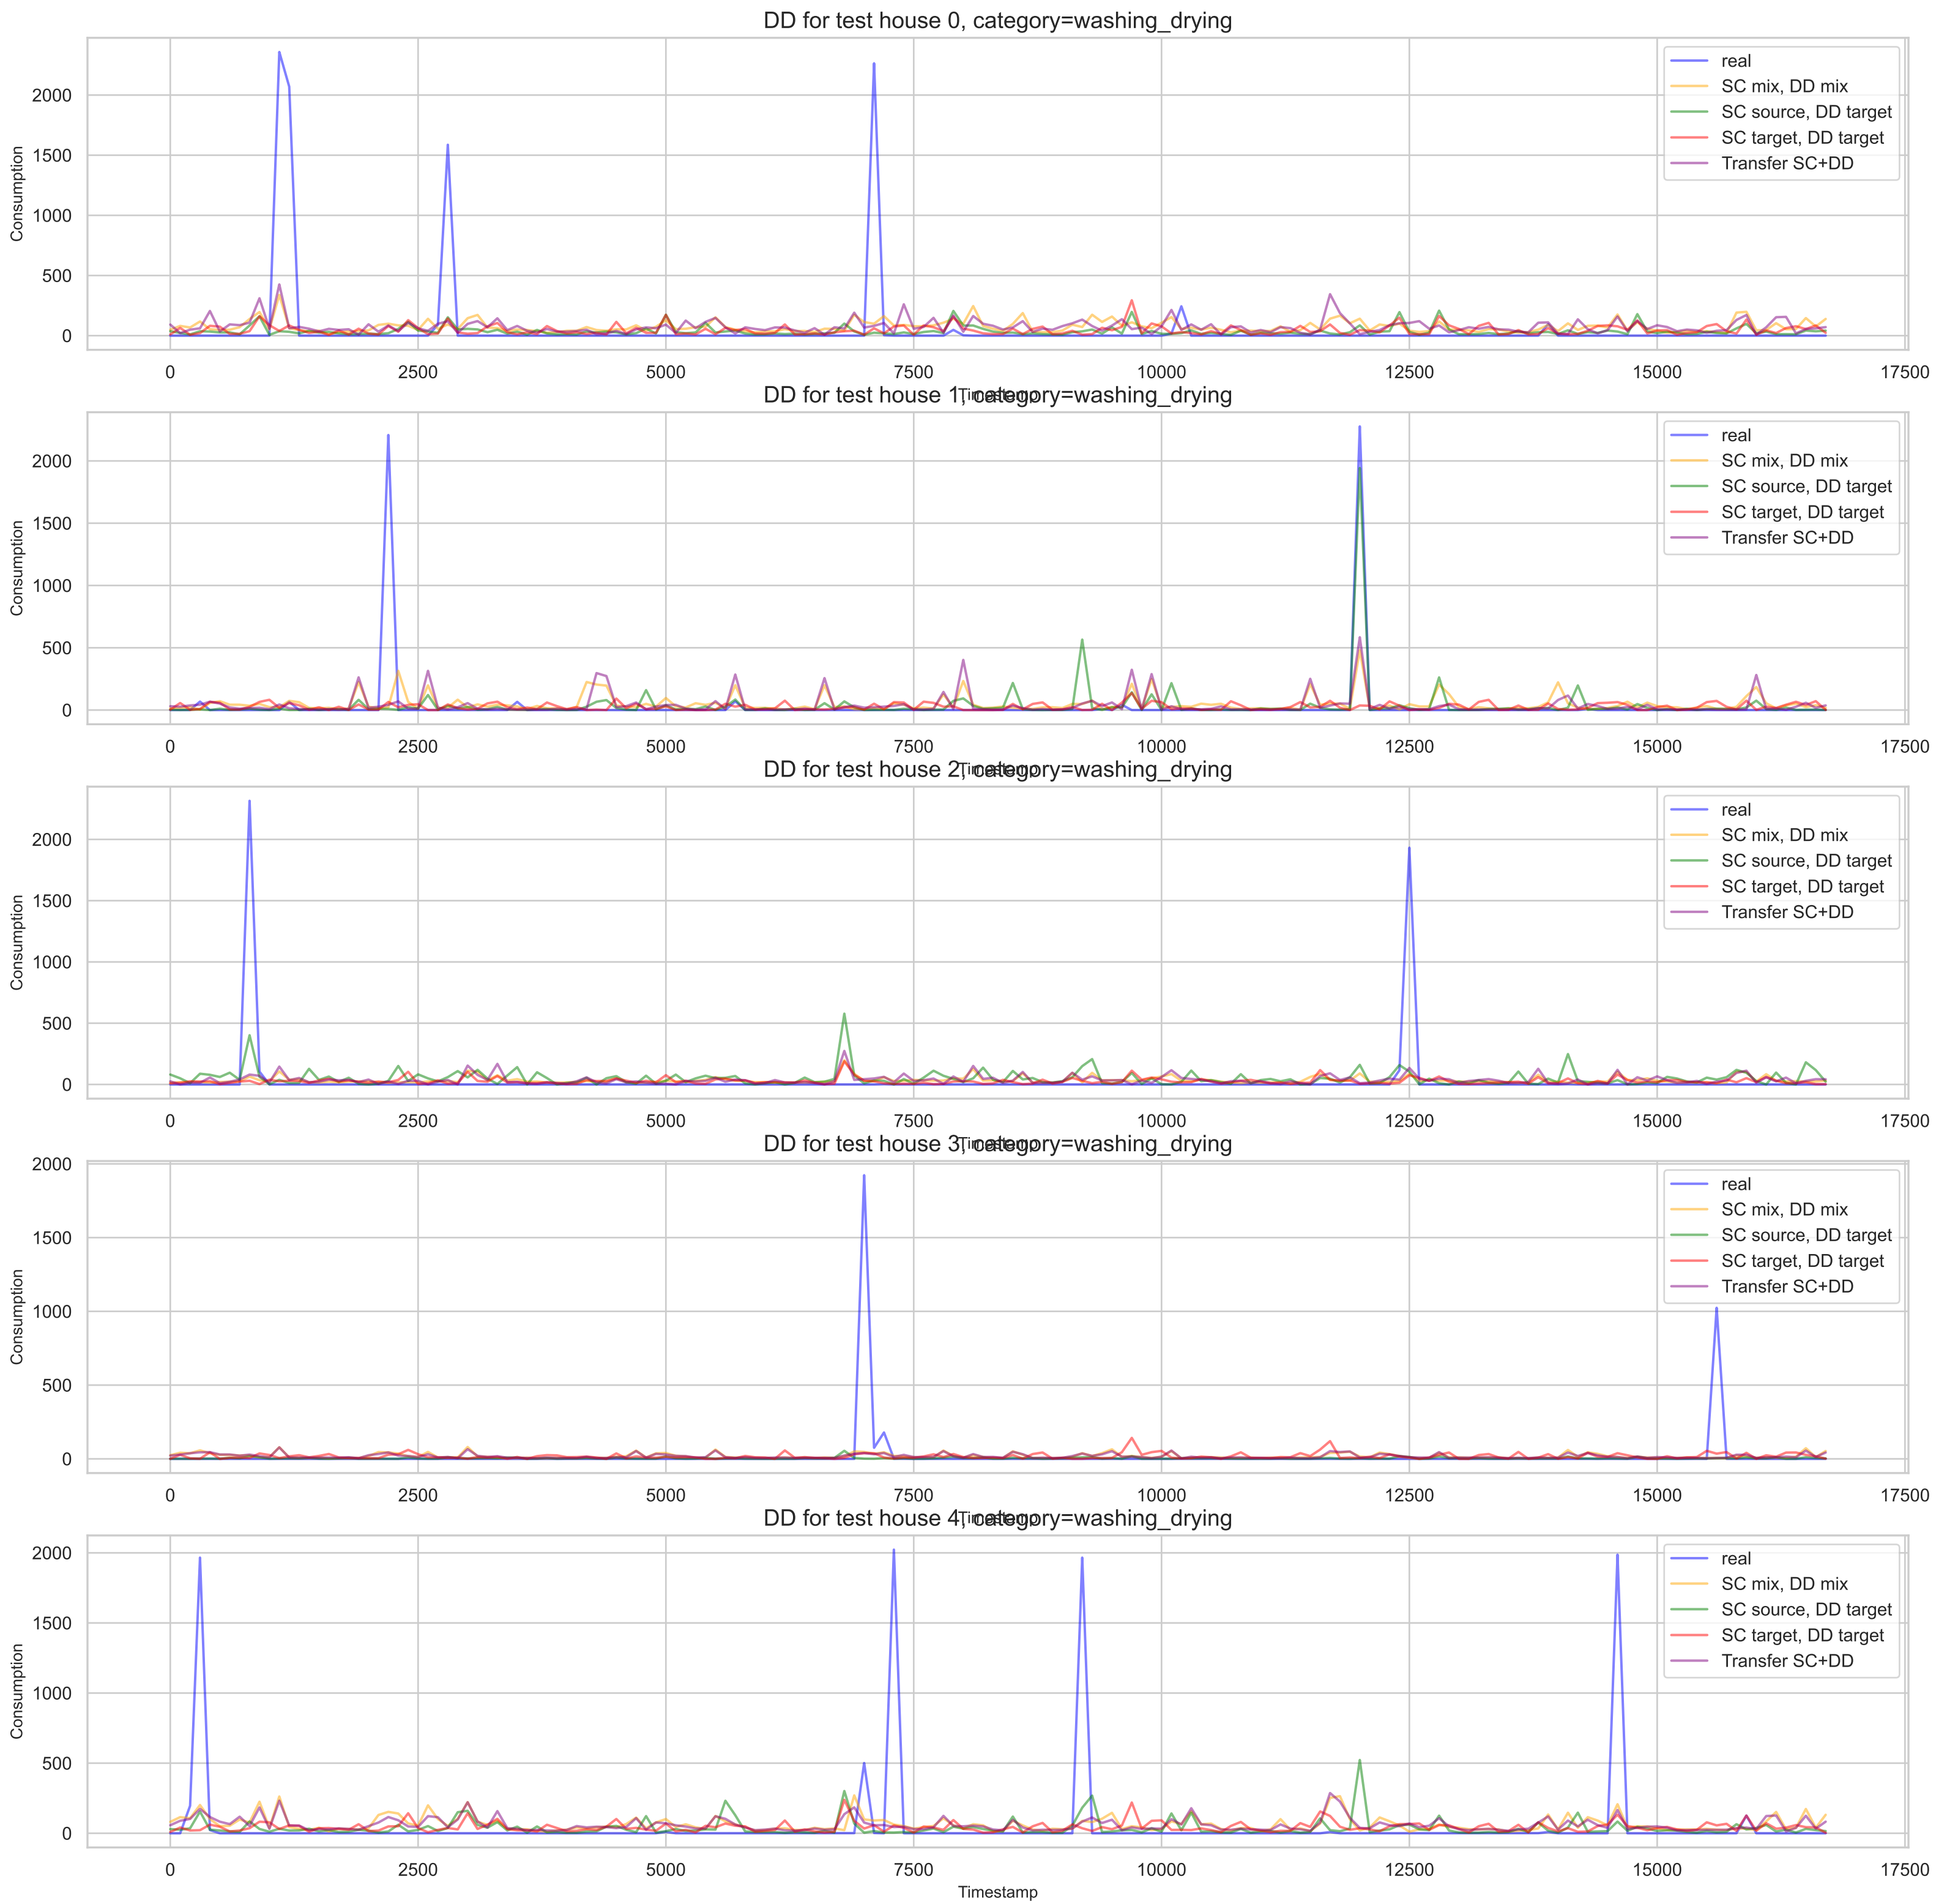 DD for test house 0, category=washing_drying
2000
1500
1000
500
0
Consumption
real
SC mix, DD mix
SC source, DD target
SC target, DD target
Transfer SC+DD
0 2500 5000 7500 10000 12500 15000 17500
Timestamp
DD for test house 1, category=washing_drying
2000
1500
1000
500
0
Consumption
real
SC mix, DD mix
SC source, DD target
SC target, DD target
Transfer SC+DD
0 2500 5000 7500 10000 12500 15000 17500
Timestamp
DD for test house 2, category=washing_drying
2000
1500
1000
500
0
Consumption
real
SC mix, DD mix
SC source, DD target
SC target, DD target
Transfer SC+DD
0 2500 5000 7500 10000 12500 15000 17500
Timestamp
DD for test house 3, category=washing_drying
2000
1500
1000
500
0
Consumption
real
SC mix, DD mix
SC source, DD target
SC target, DD target
Transfer SC+DD
0 2500 5000 7500 10000 12500 15000 17500
Timestamp
DD for test house 4, category=washing_drying
2000
1500
1000
500
0
Consumption
real
SC mix, DD mix
SC source, DD target
SC target, DD target
Transfer SC+DD
0 2500 5000 7500 10000 12500 15000 17500
Timestamp